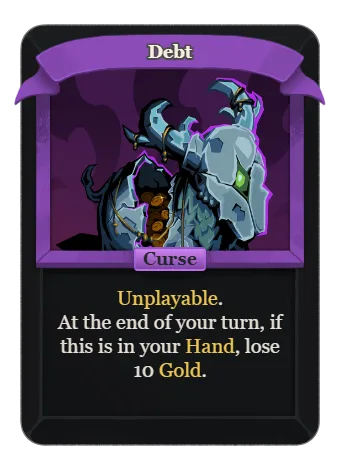 Debt
Curse
Unplayable.
At the end of your turn, if
this is in your Hand, lose
10 Gold.